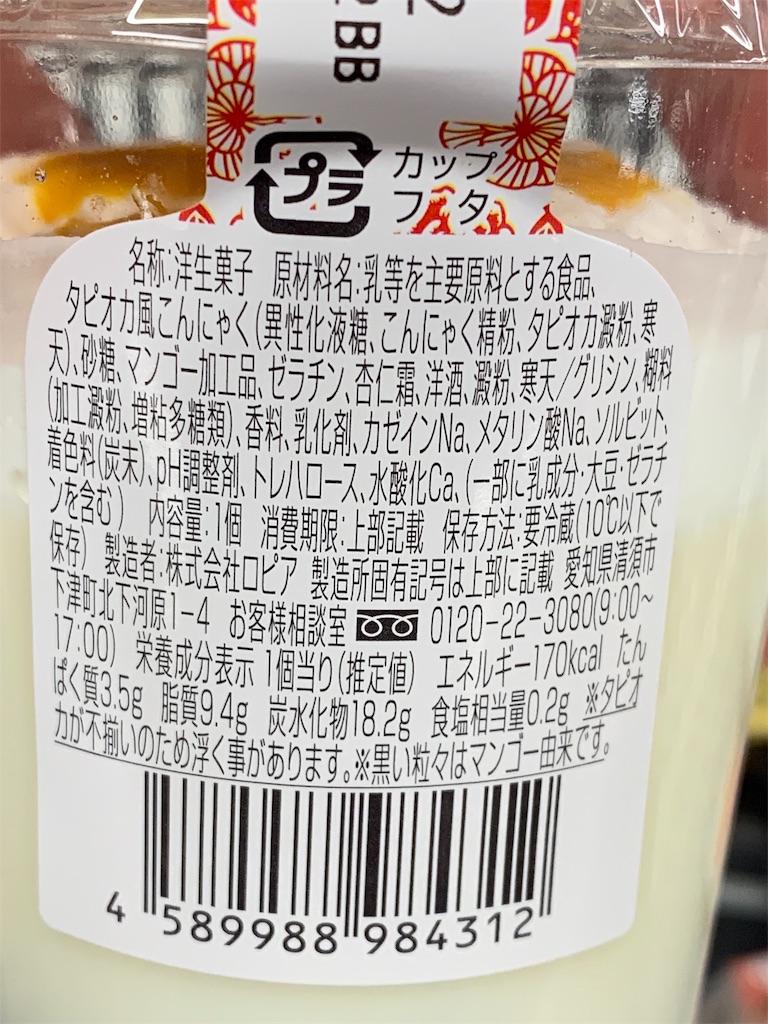 2
2BB
プラ
カップ
フタ
名称:洋生菓子 原材料名:乳等を主要原料とする食品、
タピオカ風こんにゃく(異性化液糖、こんにゃく精粉、タピオカ澱粉、寒
天)、砂糖、マンゴー加工品、ゼラチン、杏仁霜、洋酒、澱粉、寒天/グリシン、糊料
(加工澱粉、増粘多糖類)、香料、乳化剤、カゼインNa、メタリン酸Na、ソルビット、
着色料(炭末)、pH調整剤、トレハロース、水酸化Ca、(一部に乳成分・大豆・ゼラチ
ンを含む) 内容量:1個 消費期限:上部記載 保存方法:要冷蔵(10℃以下で
保存) 製造者:株式会社ロピア 製造所固有記号は上部に記載 愛知県清須市
下津町北下河原1-4 お客様相談室 0120-22-3080(9:00~
17:00) 栄養成分表示 1個当り(推定値) エネルギー170kcal たん
ぱく質3.5g 脂質9.4g 炭水化物18.2g 食塩相当量0.2g ※タピオ
カが不揃いのため浮く事があります。※黒い粒々はマンゴー由来です。
4 589988 984312